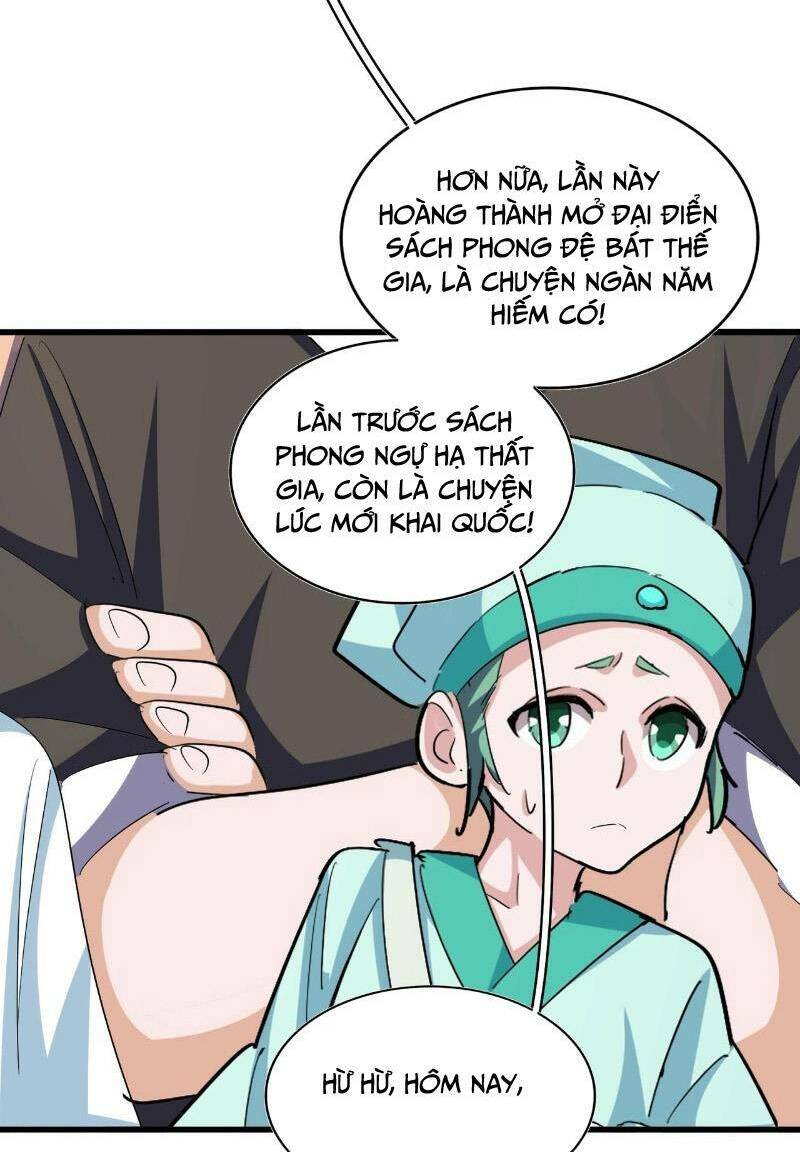 HƠN NỮA, LẦN NÀY
HOÀNG THÀNH MỞ ĐẠI ĐIỂN
SÁCH PHONG ĐỆ BÁT THẾ
GIA, LÀ CHUYỆN NGÀN NĂM
HIẾM CÓ!
LẦN TRƯỚC SÁCH
PHONG NGỰ HẠ THẤT
GIA, CÒN LÀ CHUYỆN
LÚC MỚI KHAI QUỐC!
HỪ HỪ, HÔM NAY,